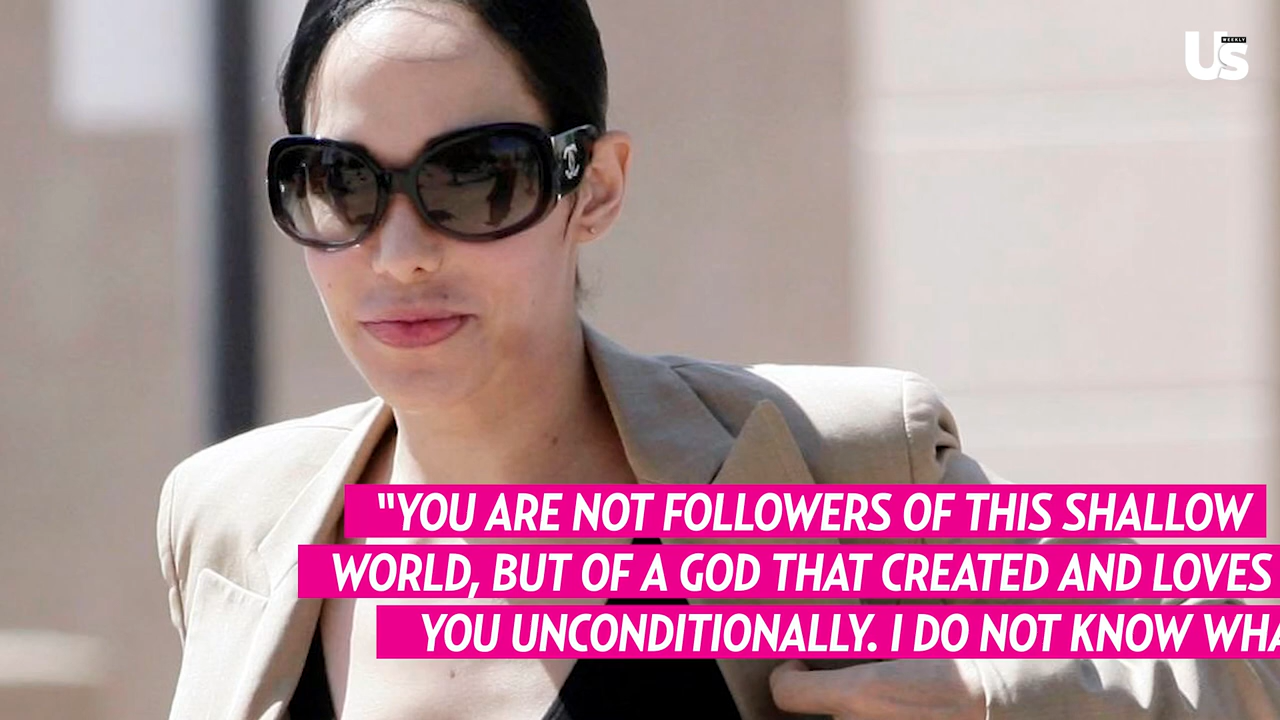 Us
WEEKLY
“YOU ARE NOT FOLLOWERS OF THIS SHALLOW
WORLD, BUT OF A GOD THAT CREATED AND LOVES
YOU UNCONDITIONALLY. I DO NOT KNOW